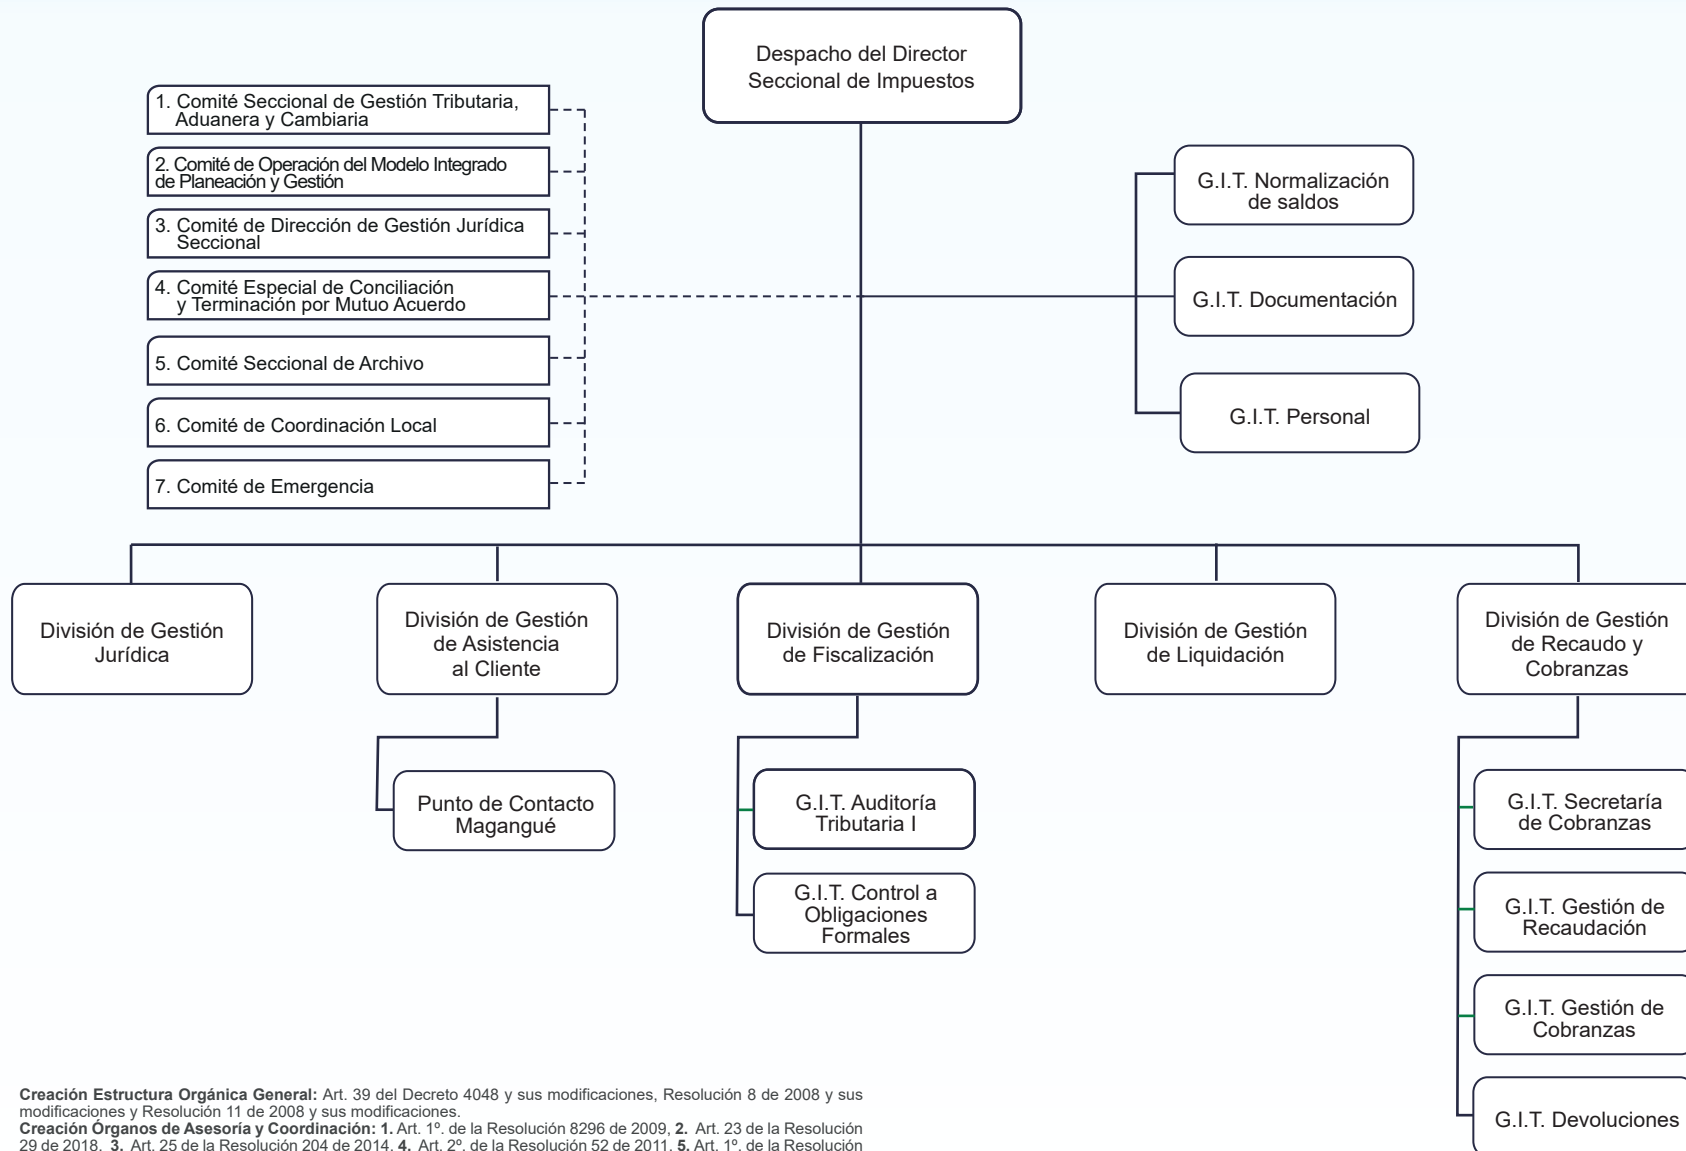 Despacho del Director
Seccional de Impuestos
1. Comité Seccional de Gestión Tributaria,
Aduanera y Cambiaria
2. Comité de Operación del Modelo Integrado
de Planeación y Gestión
3. Comité de Dirección de Gestión Jurídica
Seccional
4. Comité Especial de Conciliación
y Terminación por Mutuo Acuerdo
5. Comité Seccional de Archivo
6. Comité de Coordinación Local
7. Comité de Emergencia
G.I.T. Normalización
de saldos
G.I.T. Documentación
G.I.T. Personal
División de Gestión
Jurídica
División de Gestión
de Asistencia
al Cliente
División de Gestión
de Fiscalización
División de Gestión
de Liquidación
División de Gestión
de Recaudo y
Cobranzas
Punto de Contacto
Magangué
G.I.T. Auditoría
Tributaria I
G.I.T. Control a
Obligaciones
Formales
G.I.T. Secretaría
de Cobranzas
G.I.T. Gestión de
Recaudación
G.I.T. Gestión de
Cobranzas
G.I.T. Devoluciones
Creación Estructura Orgánica General: Art. 39 del Decreto 4048 y sus modificaciones, Resolución 8 de 2008 y sus
modificaciones y Resolución 11 de 2008 y sus modificaciones.
Creación Órganos de Asesoría y Coordinación: 1. Art. 1º. de la Resolución 8296 de 2009, 2. Art. 23 de la Resolución
29 de 2018. 3. Art. 25 de la Resolución 204 de 2014. 4. Art. 2º. de la Resolución 52 de 2011. 5. Art. 1º. de la Resolución